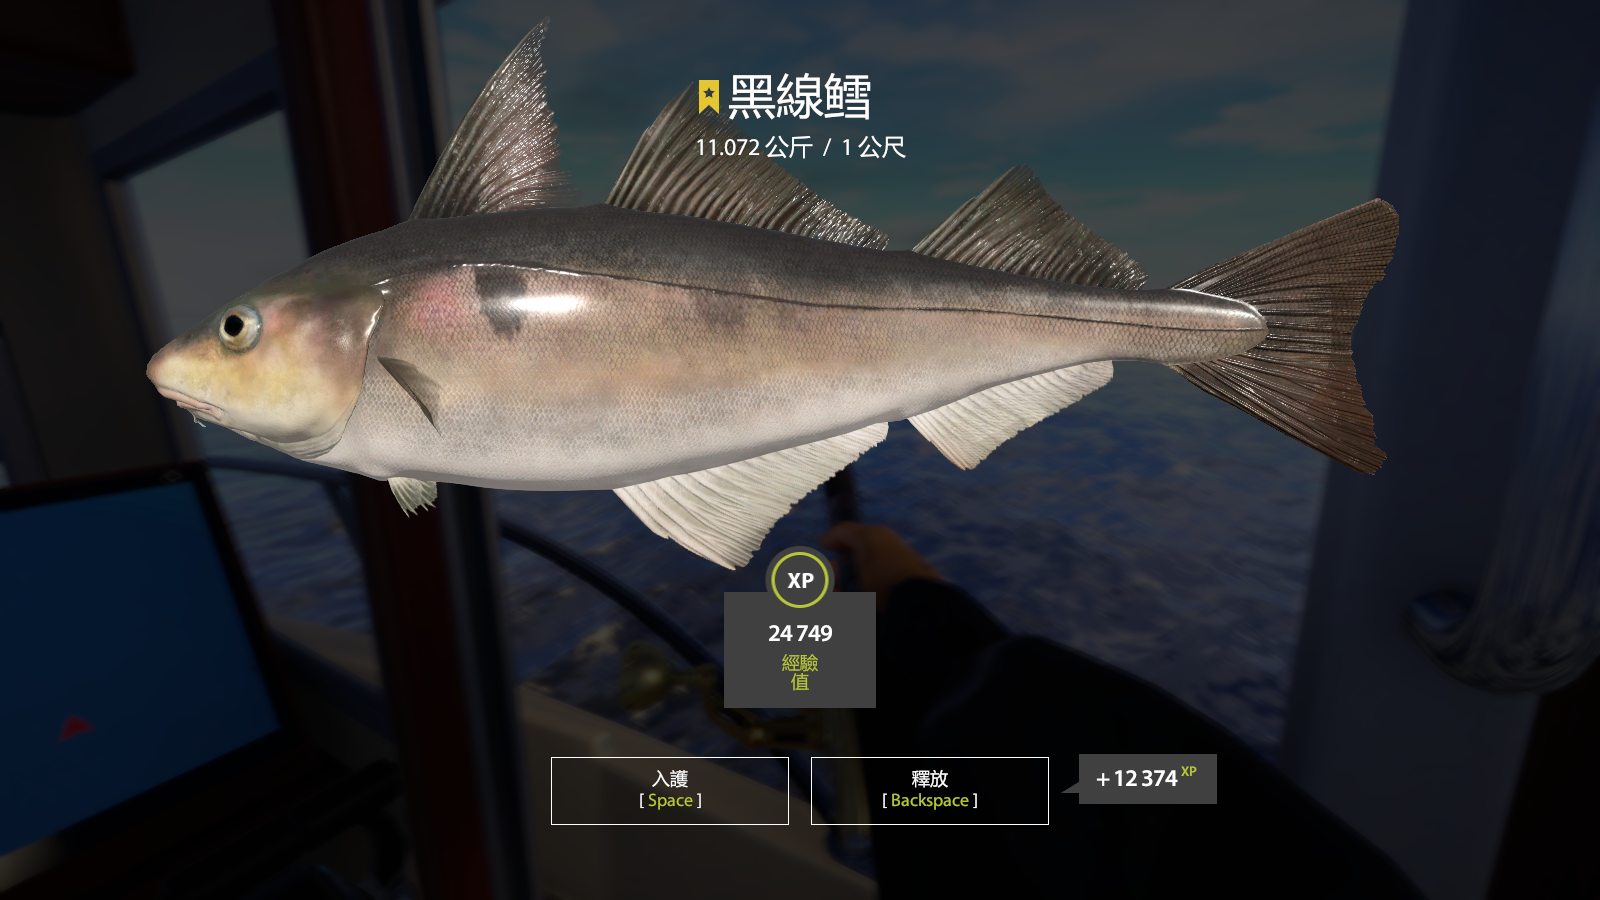 黑線鱈
11.072 公斤 / 1 公尺
XP
24 749
經驗
值
入護
[ Space ]
釋放
[ Backspace ]
+ 12 374 XP